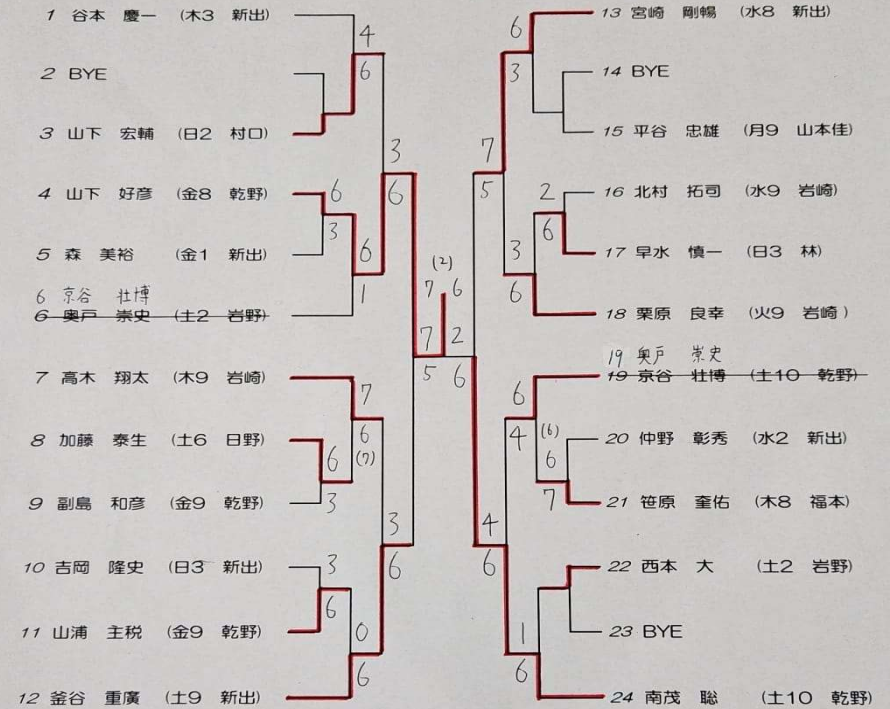 1 谷本 慶一 (木3 新出)
2 BYE
3 山下 宏輔 (日2 村口)
4 山下 好彦 (金8 乾野)
5 森 美裕 (金1 新出)
6 京谷 壮博
6 奥戸 崇史 (土2 岩野)
7 高木 翔太 (木9 岩崎)
8 加藤 泰生 (土6 日野)
9 副島 和彦 (金9 乾野)
10 吉岡 隆史 (日3 新出)
11 山浦 主税 (金9 乾野)
12 釜谷 重廣 (土9 新出)
4
6
6
3
6
1
3
6
7
6
(7)
6
3
3
6
0
6
3
6
(2)
7 6
7 2
5 6
6
3
2
6
3
6
7
5
6
4
(6)
6
7
1
6
4
6
13 宮崎 剛暢 (水8 新出)
14 BYE
15 平谷 忠雄 (月9 山本佳)
16 北村 拓司 (水9 岩崎)
17 早水 慎一 (日3 林)
18 栗原 良幸 (火9 岩崎)
19 奥戸 崇史
19 京谷 壮博 (土10 乾野)
20 仲野 彰秀 (水2 新出)
21 笹原 奎佑 (木8 福本)
22 西本 大 (土2 岩野)
23 BYE
24 南茂 聡 (土10 乾野)